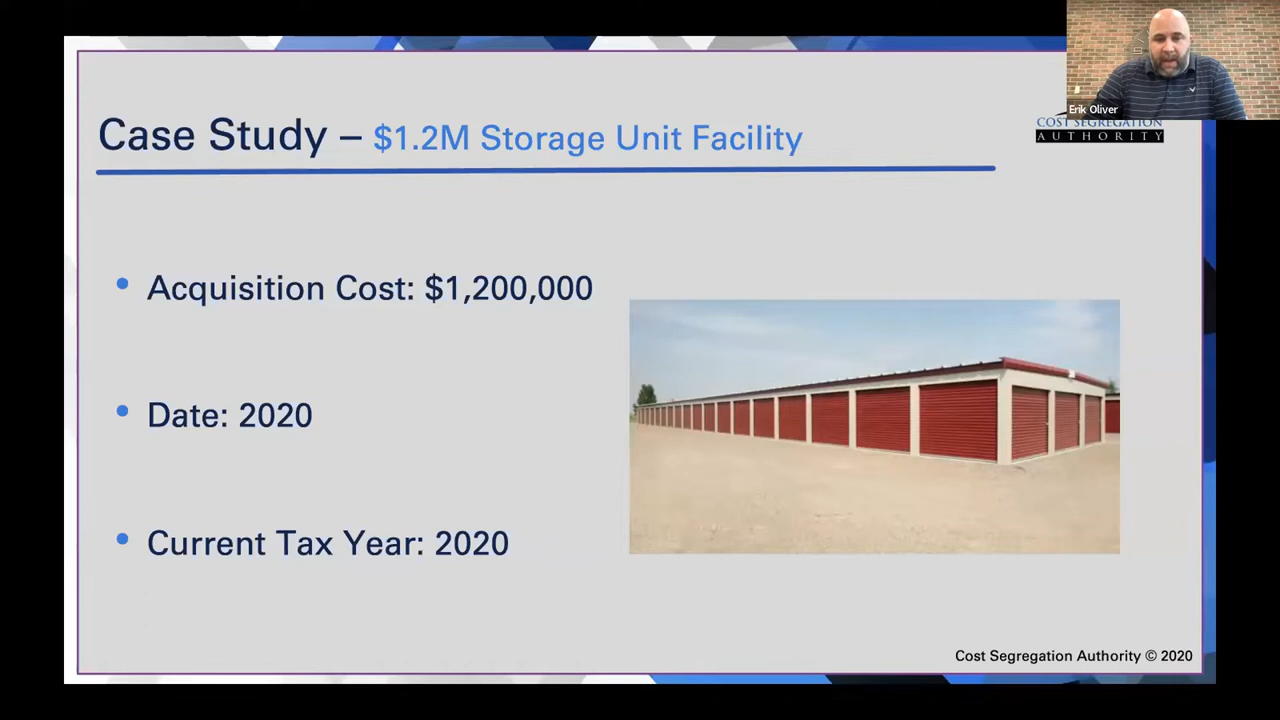 Erik Oliver
COST SEGREGATION
AUTHORITY
Case Study – $1.2M Storage Unit Facility
• Acquisition Cost: $1,200,000
• Date: 2020
• Current Tax Year: 2020
Cost Segregation Authority © 2020